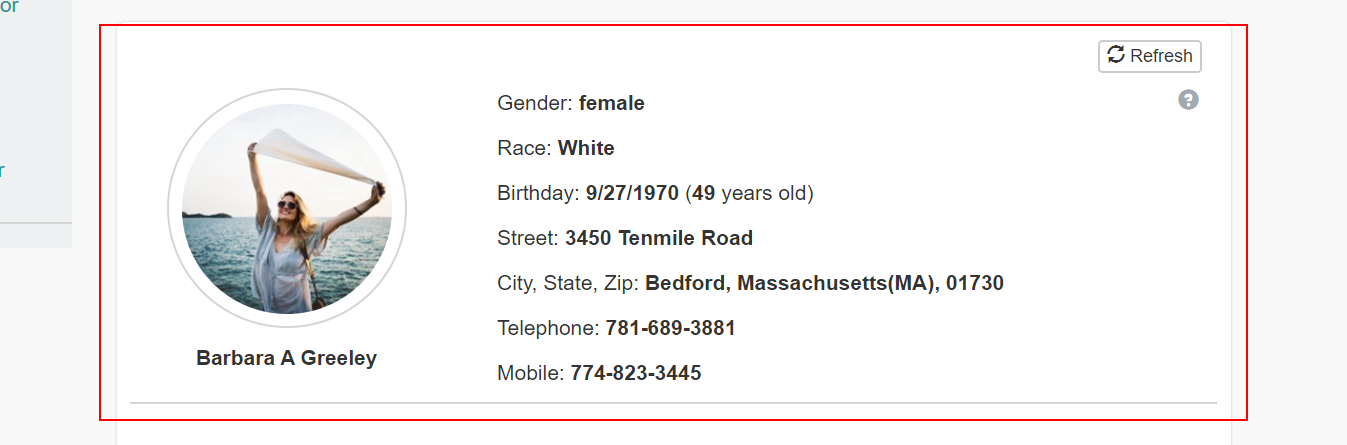 or
r
Refresh
Gender: female
Race: White
Birthday: 9/27/1970 (49 years old)
Street: 3450 Tenmile Road
City, State, Zip: Bedford, Massachusetts(MA), 01730
Telephone: 781-689-3881
Mobile: 774-823-3445
Barbara A Greeley